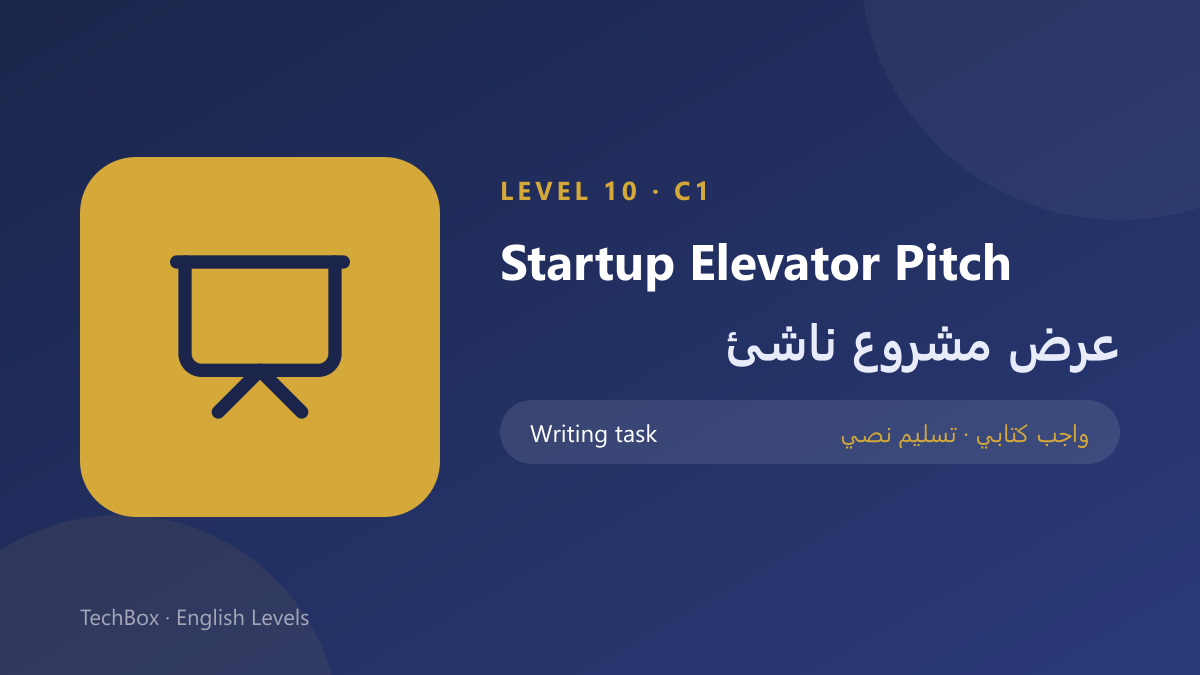 LEVEL 10 · C1
Startup Elevator Pitch
عرض مشروع ناشئ
Writing task
واجب كتابي · تسليم نصي
TechBox · English Levels